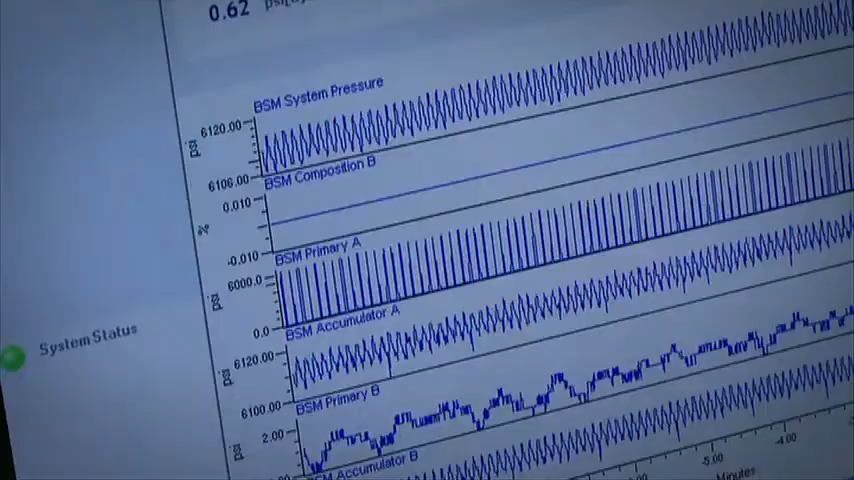 0.62
BSM System Pressure
6120.00
psi
6106.00
BSM Composition B
0.010
%
-0.010
BSM Primary A
6000.0
psi
0.0
BSM Accumulator A
6120.00
psi
6100.00
BSM Primary B
2.00
psi
BSM Accumulator B
System Status
-5.00
-4.00
Minutes